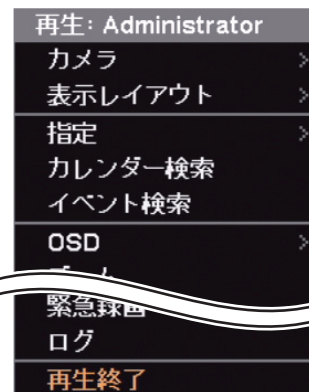 再生: Administrator
カメラ
表示レイアウト
指定
カレンダー検索
イベント検索
OSD
緊急録画
ログ
再生終了